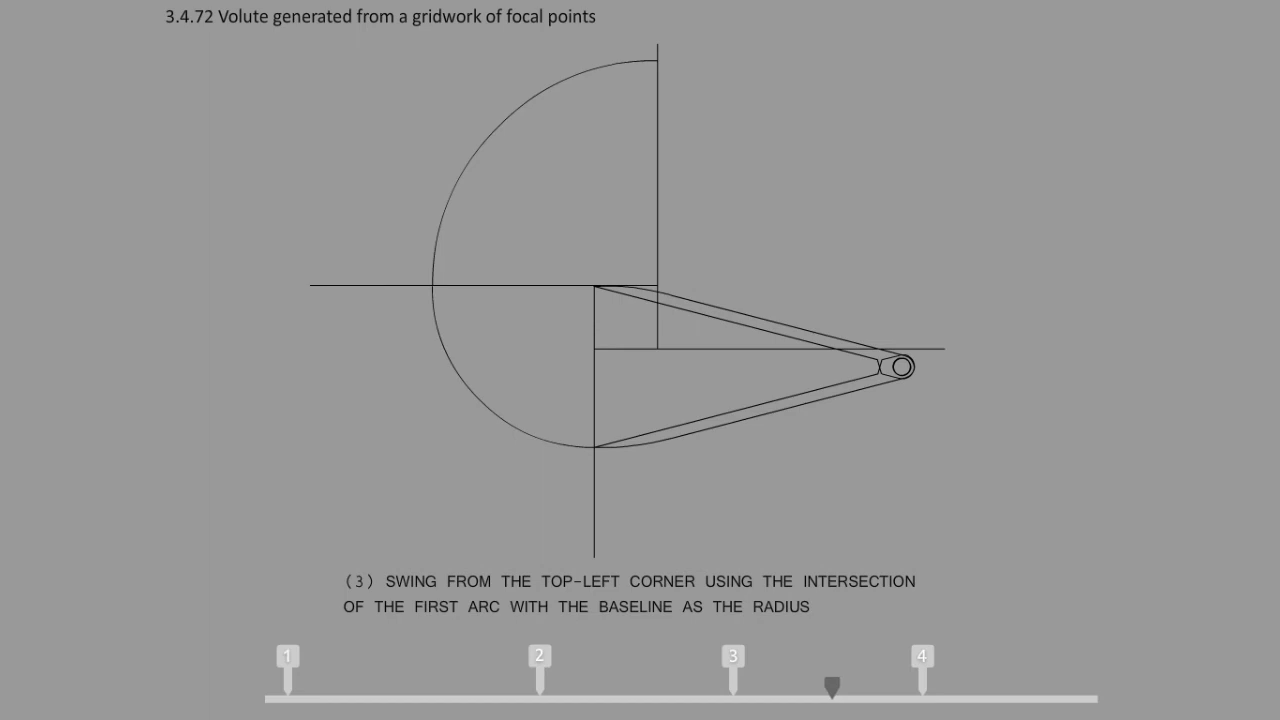 3.4.72 Volute generated from a gridwork of focal points
(3) SWING FROM THE TOP-LEFT CORNER USING THE INTERSECTION
OF THE FIRST ARC WITH THE BASELINE AS THE RADIUS
1 2 3 4